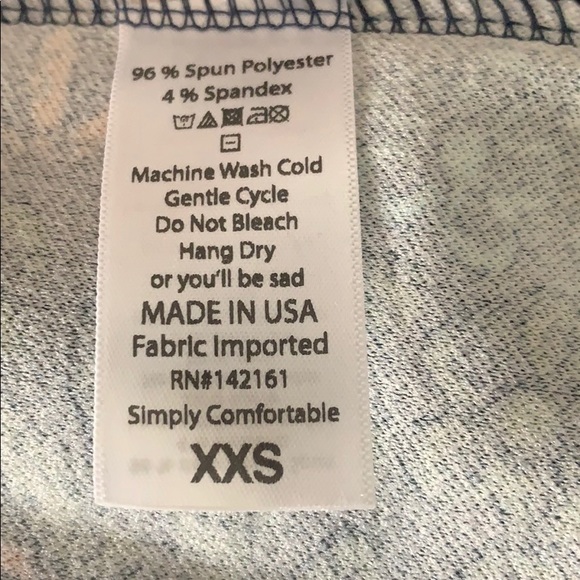 96 % Spun Polyester
4 % Spandex
Machine Wash Cold
Gentle Cycle
Do Not Bleach
Hang Dry
or you'll be sad
MADE IN USA
Fabric Imported
RN#142161
Simply Comfortable
XXS